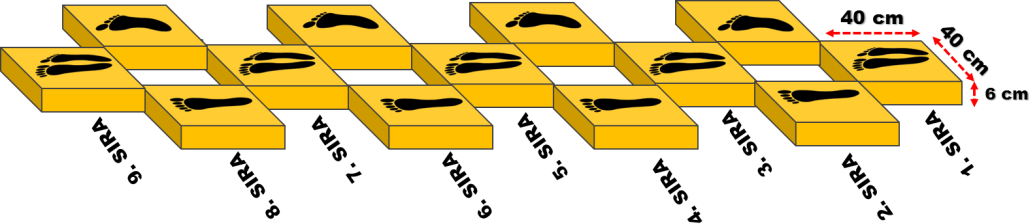 40 cm
40 cm
6 cm
1. SIRA
2. SIRA
3. SIRA
4. SIRA
5. SIRA
6. SIRA
7. SIRA
8. SIRA
9. SIRA